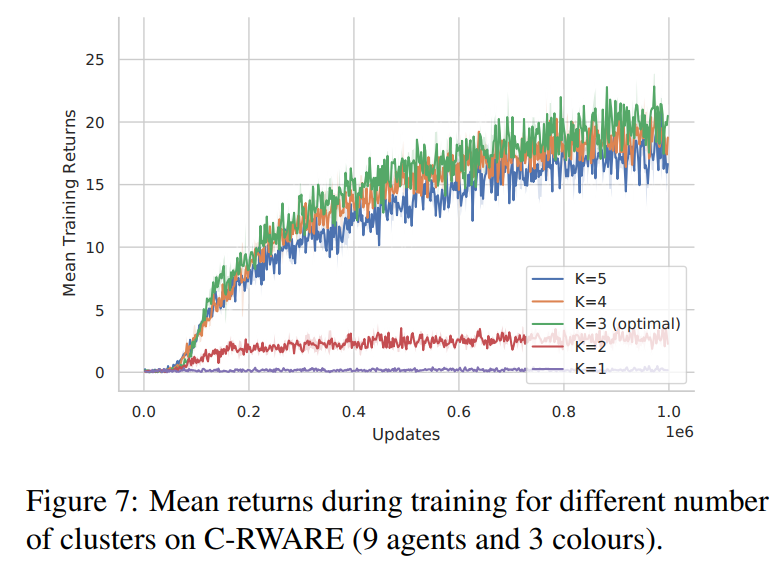 25
20
15
10
5
0
Mean Training Returns
K=5
K=4
K=3 (optimal)
K=2
K=1
0.0 0.2 0.4 0.6 0.8 1.0
1e6
Updates
Figure 7: Mean returns during training for different number
of clusters on C-RWARE (9 agents and 3 colours).